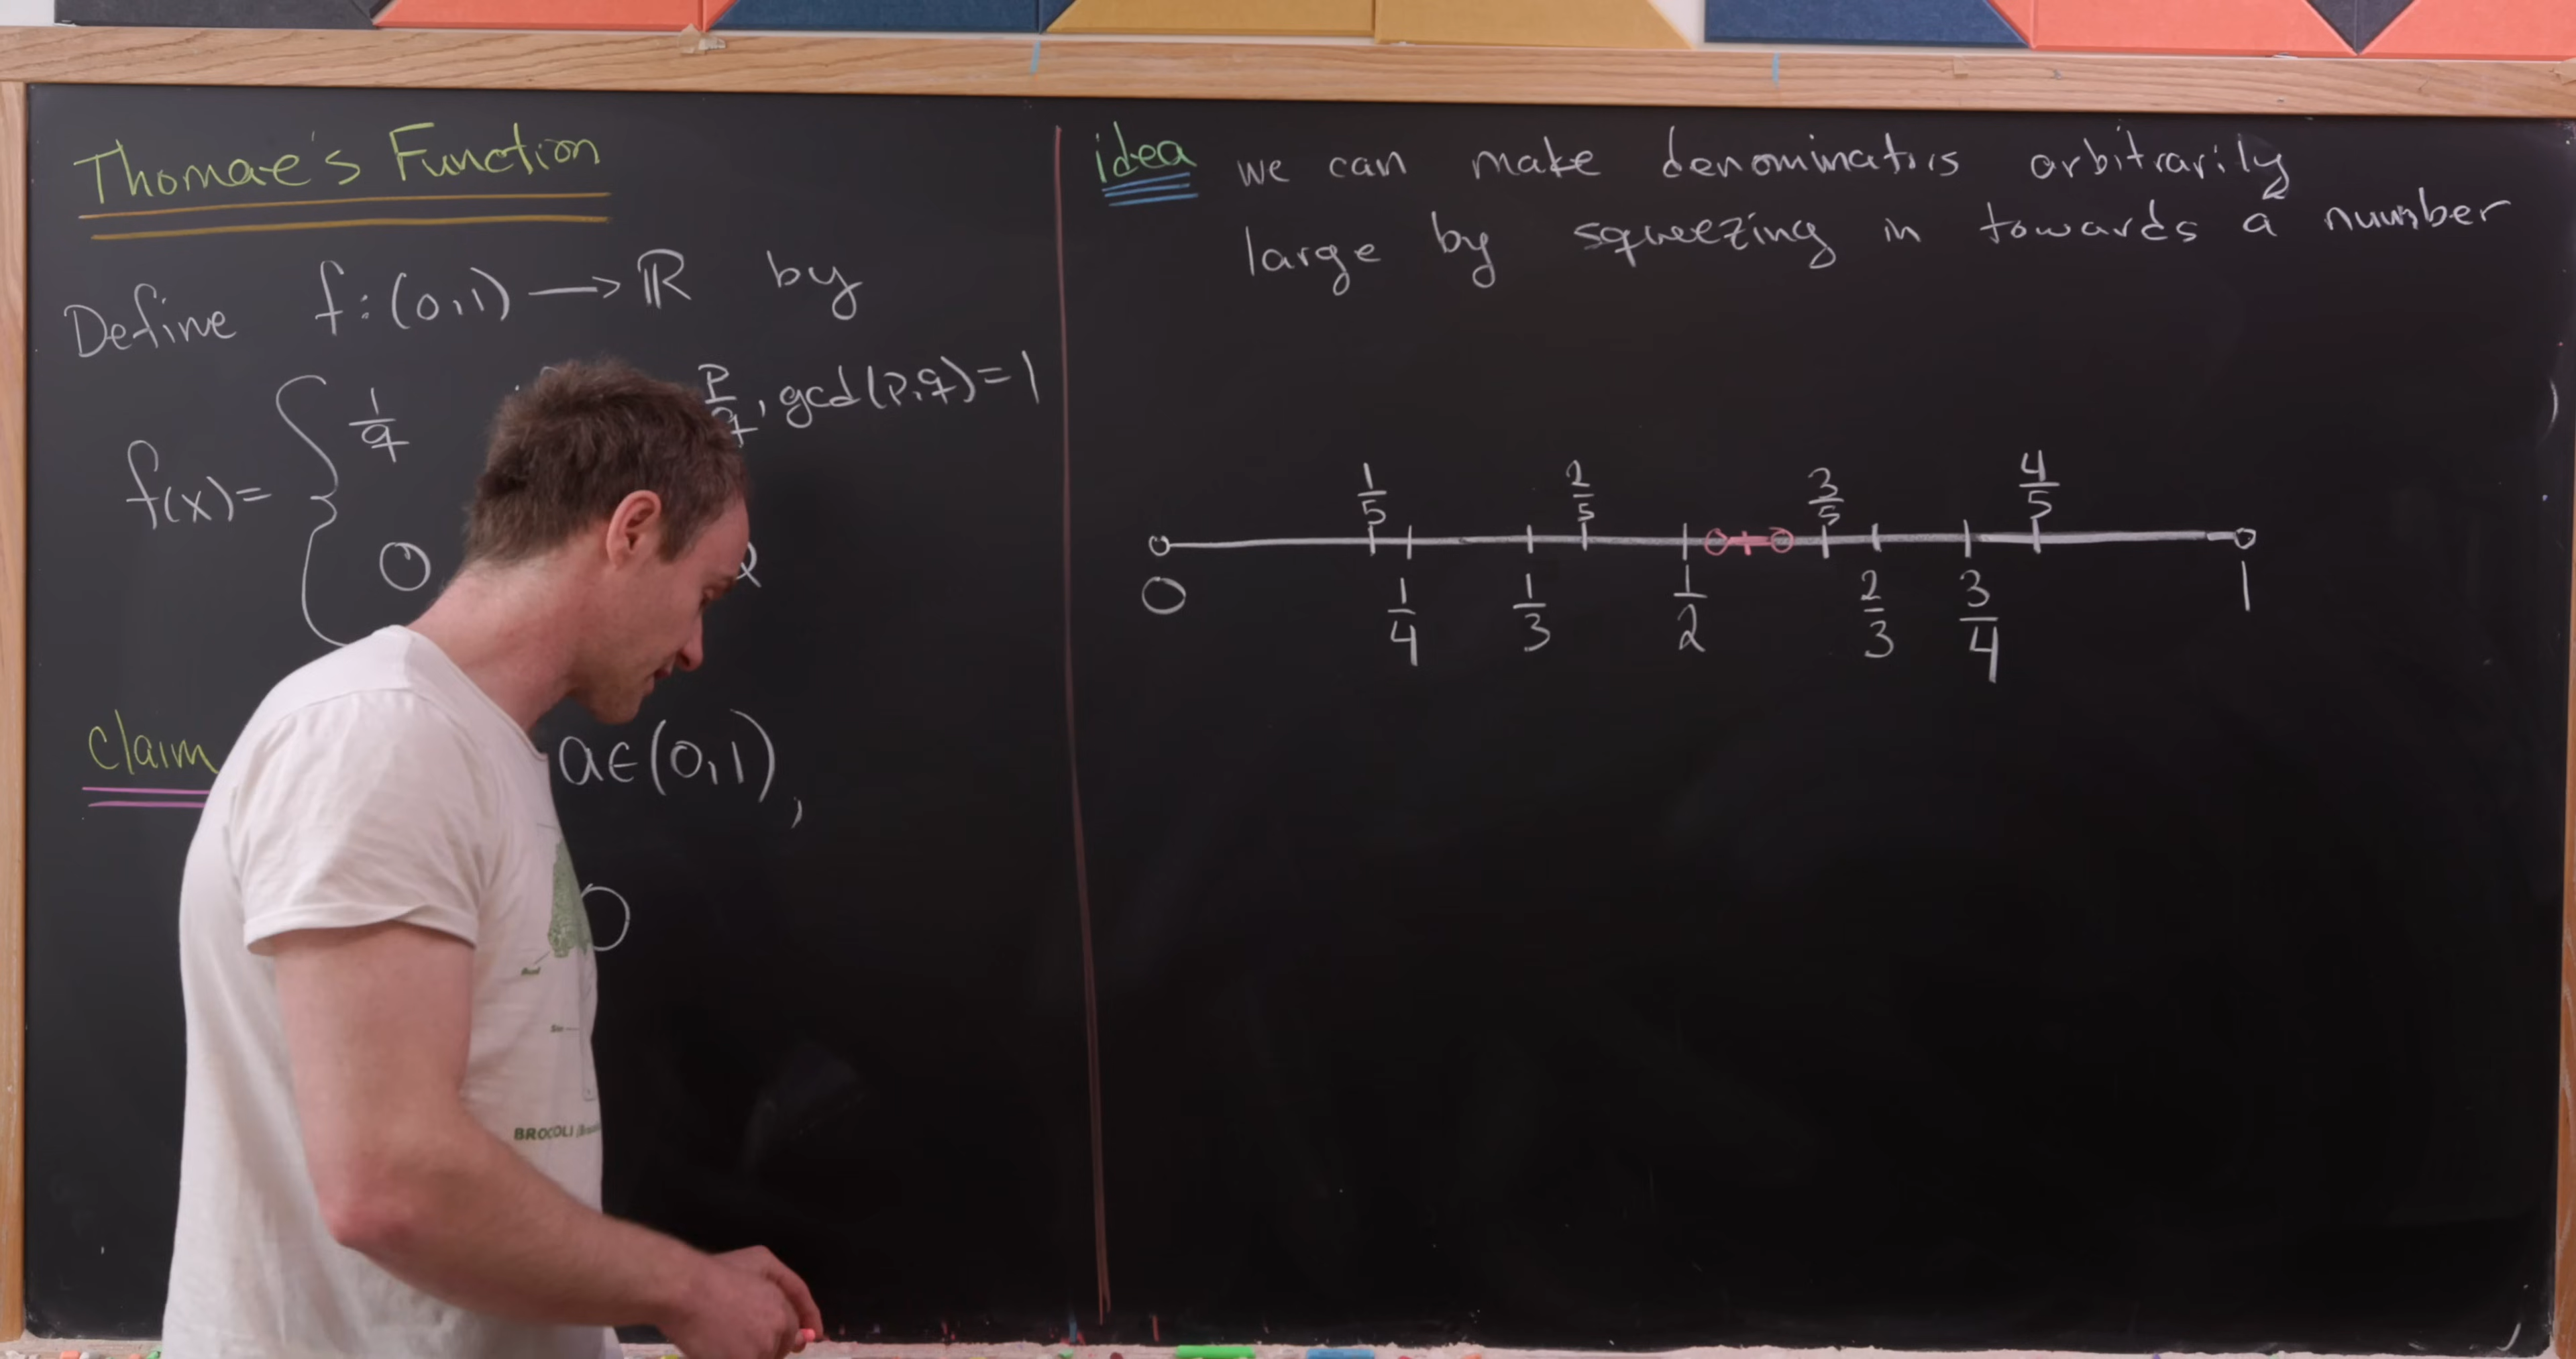 Thomae's Function
Define f:(0,1) → ℝ by
f(x)= { 1/q p/q, gcd(p,q)=1
0
claim a∈(0,1),
0
idea we can make denominators arbitrarily
large by squeezing in towards a number
1/5 2/5 3/5 4/5
0 1/4 1/3 1/2 2/3 3/4 1
BROCOLI